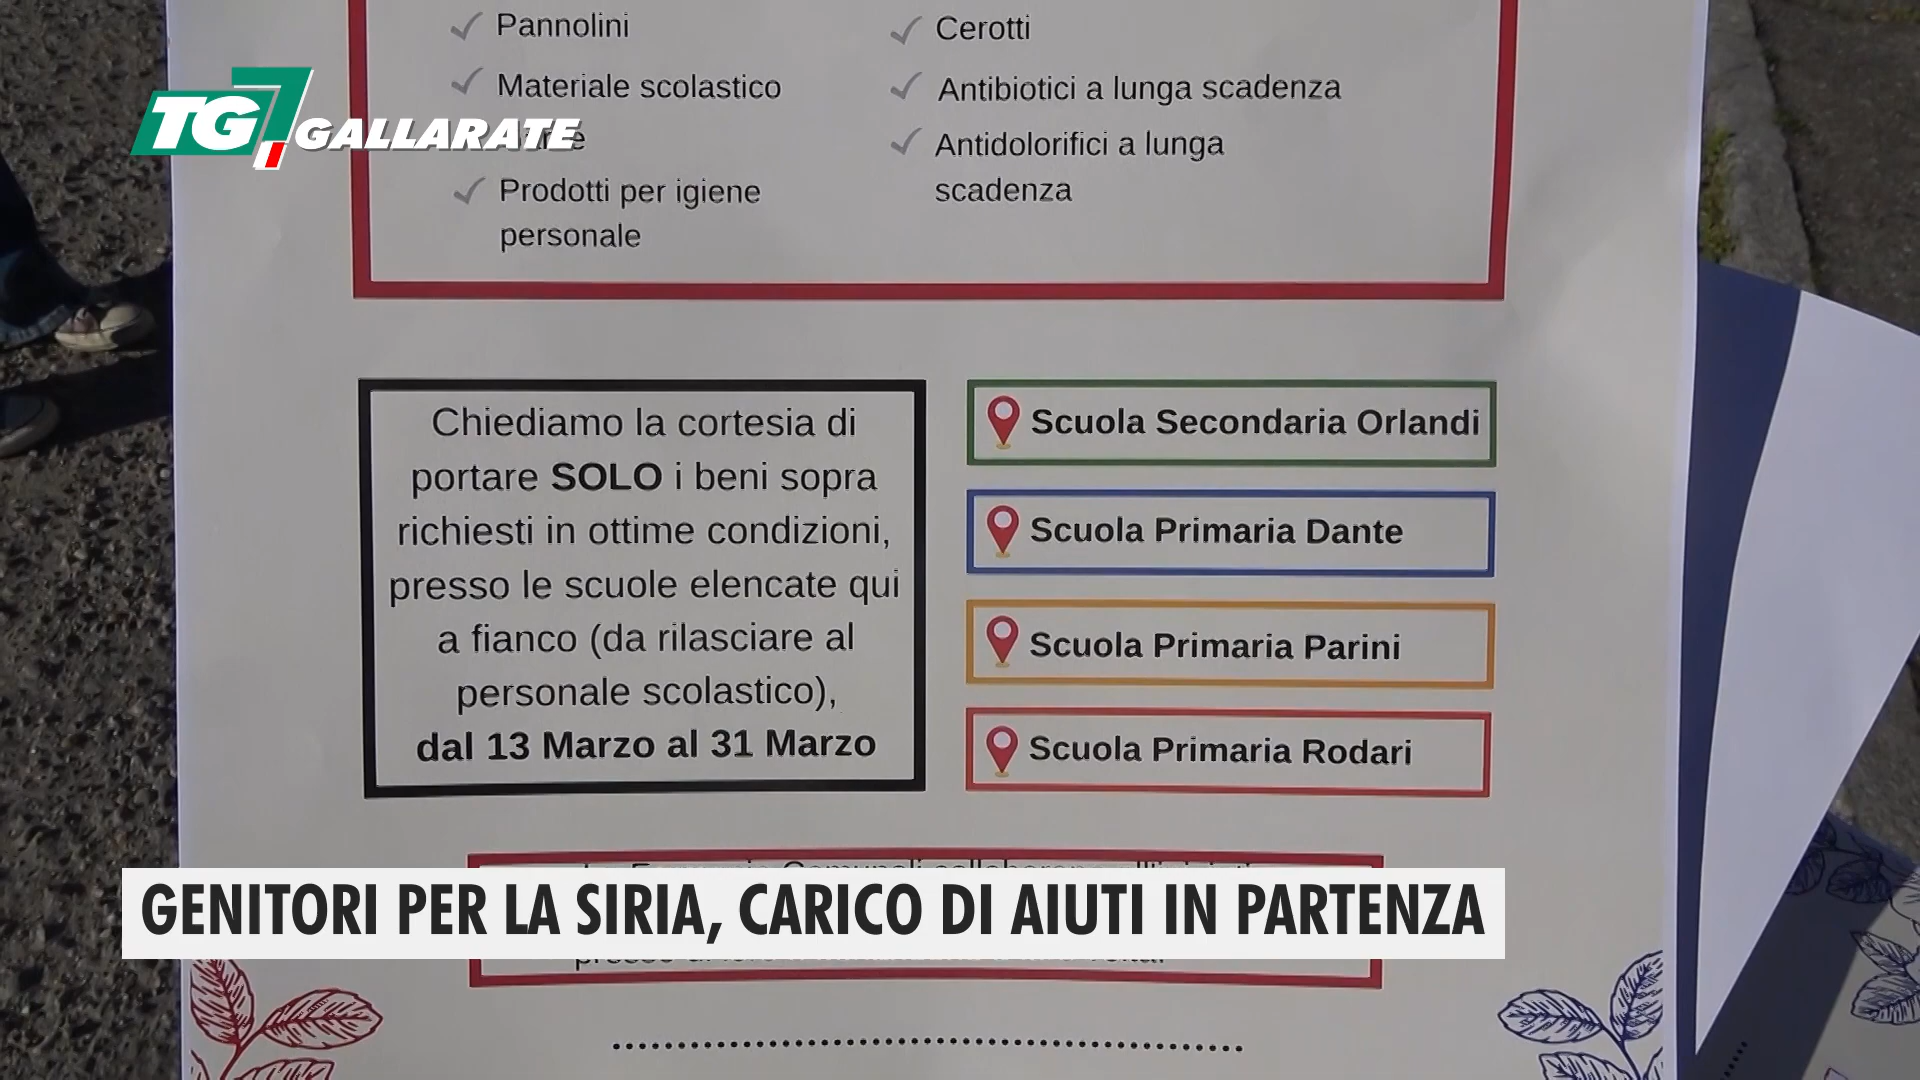 Pannolini
Cerotti
Materiale scolastico
Antibiotici a lunga scadenza
TG7 GALLARATE
Antidolorifici a lunga
scadenza
Prodotti per igiene
personale
Chiediamo la cortesia di
portare SOLO i beni sopra
richiesti in ottime condizioni,
presso le scuole elencate qui
a fianco (da rilasciare al
personale scolastico),
dal 13 Marzo al 31 Marzo
Scuola Secondaria Orlandi
Scuola Primaria Dante
Scuola Primaria Parini
Scuola Primaria Rodari
GENITORI PER LA SIRIA, CARICO DI AIUTI IN PARTENZA